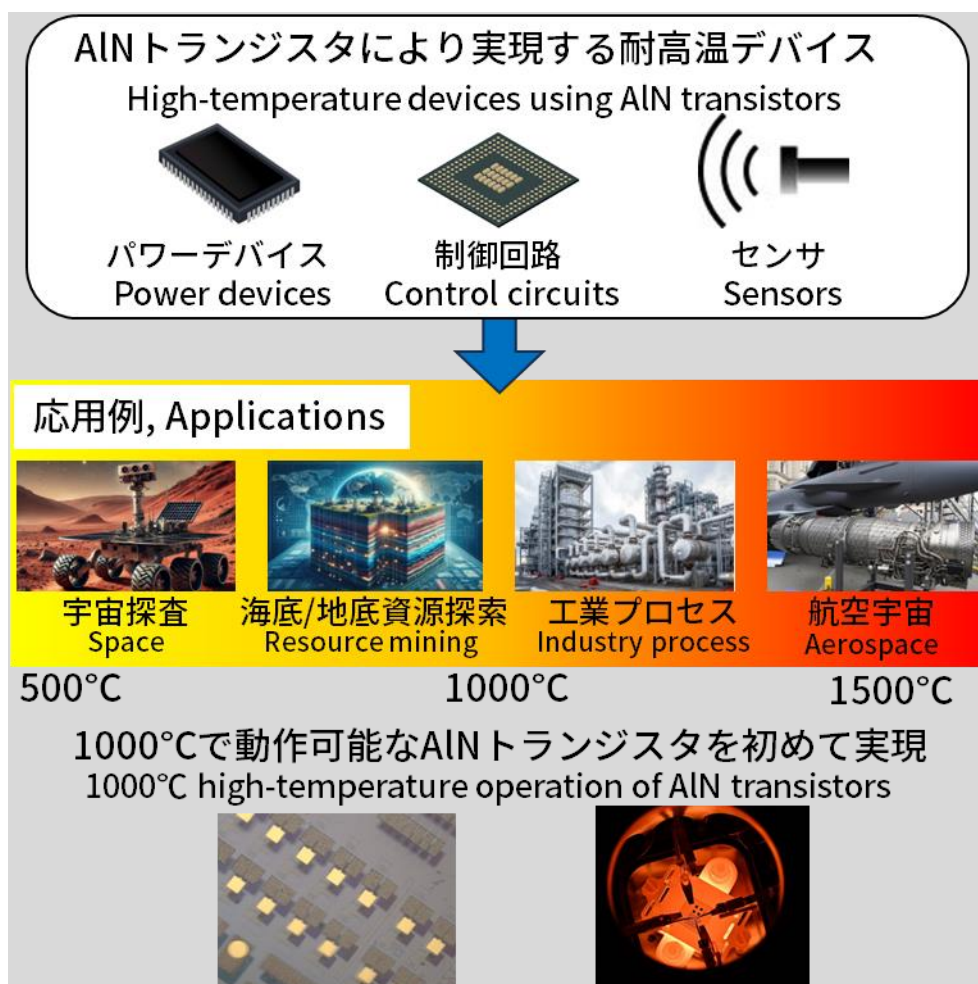 AlNトランジスタにより実現する耐高温デバイス
High-temperature devices using AlN transistors
パワーデバイス
Power devices
制御回路
Control circuits
センサ
Sensors
応用例, Applications
宇宙探査
Space
海底/地底資源探索
Resource mining
工業プロセス
Industry process
航空宇宙
Aerospace
500℃
1000℃
1500℃
1000℃で動作可能なAlNトランジスタを初めて実現
1000℃ high-temperature operation of AlN transistors